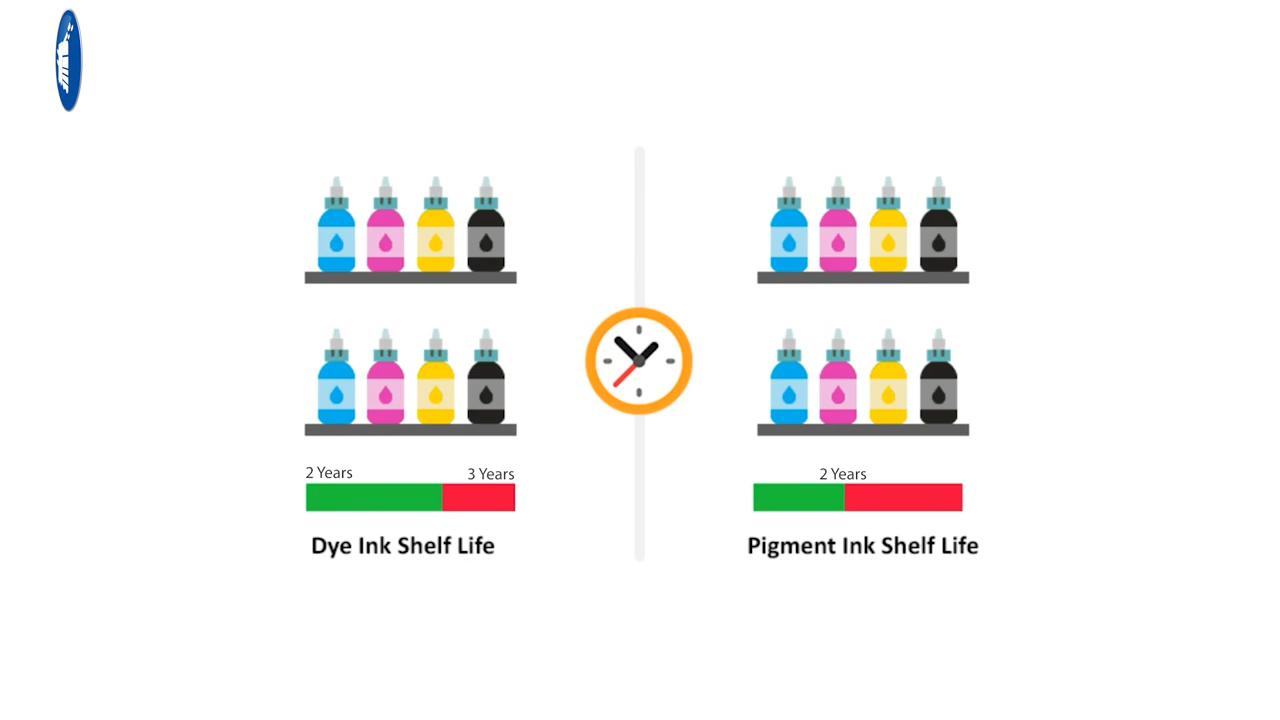 2 Years
3 Years
Dye Ink Shelf Life
2 Years
Pigment Ink Shelf Life